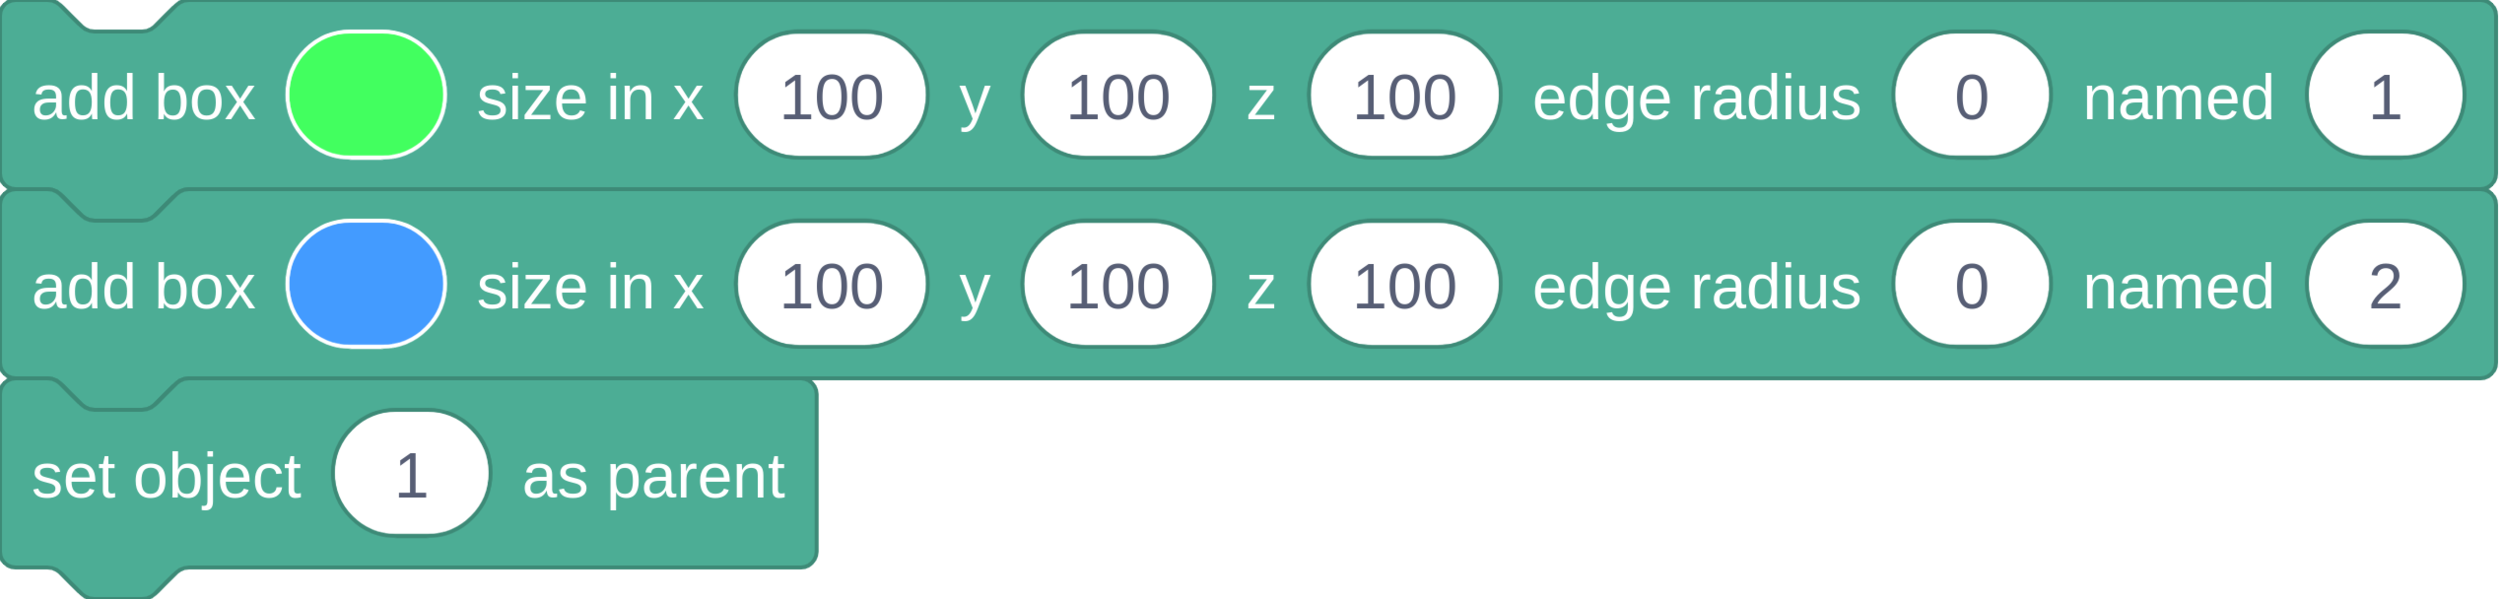 add box size in x 100 y 100 z 100 edge radius 0 named 1
add box size in x 100 y 100 z 100 edge radius 0 named 2
set object 1 as parent